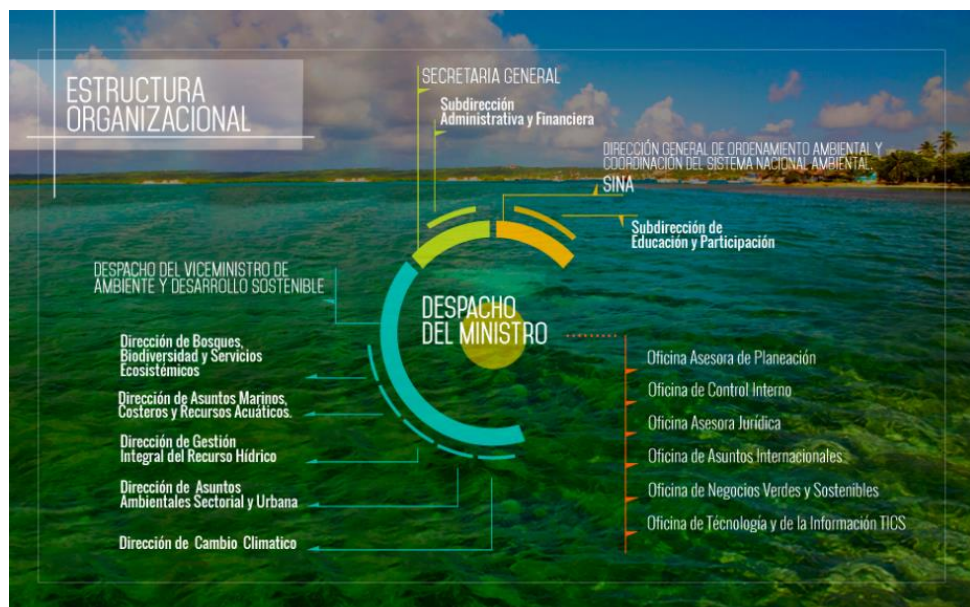 ESTRUCTURA
ORGANIZACIONAL
SECRETARIA GENERAL
Subdirección
Administrativa y Financiera
DIRECCIÓN GENERAL DE ORDENAMIENTO AMBIENTAL Y
COORDINACIÓN DEL SISTEMA NACIONAL AMBIENTAL
SINA
Subdirección de
Educación y Participación
DESPACHO DEL VICEMINISTRO DE
AMBIENTE Y DESARROLLO SOSTENIBLE
DESPACHO
DEL MINISTRO
Dirección de Bosques,
Biodiversidad y Servicios
Ecosistémicos
Dirección de Asuntos Marinos,
Costeros y Recursos Acuáticos.
Dirección de Gestión
Integral del Recurso Hídrico
Dirección de Asuntos
Ambientales Sectorial y Urbana
Dirección de Cambio Climatico
Oficina Asesora de Planeación
Oficina de Control Interno
Oficina Asesora Jurídica
Oficina de Asuntos Internacionales
Oficina de Negocios Verdes y Sostenibles
Oficina de Técnología y de la Información TICS